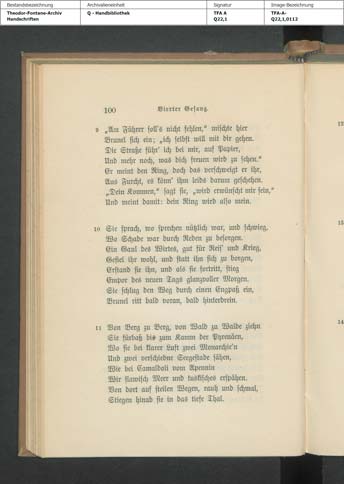 Bestandsbezeichnung
Theodor-Fontane-Archiv
Handschriften
Archivalieneinheit
Q - Handbibliothek
Signatur
TFA A
Q22,1
Image-Bezeichnung
TFA-A-
Q22,1,0112
100 Vierter Gesang.
9 „Am Führer soll's nicht fehlen,“ mischte hier
Brunel sich ein; „ich selbst will mit dir gehen.
Die Straße führ' ich bei mir, auf Papier,
Und mehr noch, was dich freuen wird zu sehen.“
Er meint den Ring, doch das verschweigt er ihr,
Aus Furcht, es könn' ihm leids darum geschehen.
„Dein Kommen,“ sagt sie, „wird erwünscht mir sein,“
Und meint damit: dein Ring wird also mein.
10 Sie sprach, wo sprechen nützlich war, und schwieg,
Wo Schade war durch Reden zu besorgen.
Ein Gaul des Wirtes, gut für Reis' und Krieg,
Gefiel ihr wohl, und statt ihn sich zu borgen,
Erstand sie ihn, und als sie fortritt, stieg
Empor des neuen Tags glanzvoller Morgen.
Sie schlug den Weg durch einen Engpaß ein,
Brunel ritt bald voran, bald hinterdrein.
11 Von Berg zu Berg, von Wald zu Walde ziehn
Sie fürbaß bis zum Kamm der Pyrenäen,
Wo sie bei klarer Luft zwei Monarchie'n
Und zwei verschiedne Seegestade sähen,
Wie bei Camaldoli vom Apennin
Wir slawisch Meer und tuskisches erspähen.
Von dort auf steilen Wegen, rauh und schmal,
Stiegen hinab sie in das tiefe Thal.
12
15
14